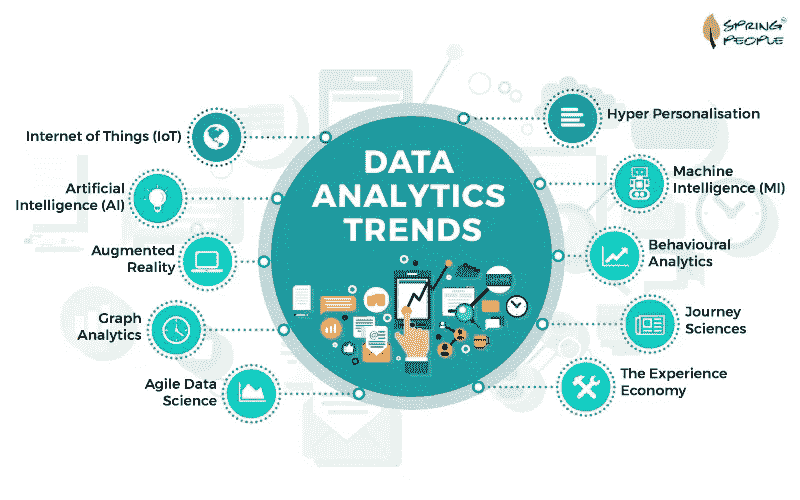 SPRING
PEOPLE
DATA
ANALYTICS
TRENDS
Internet of Things (IoT)
Artificial
Intelligence (AI)
Augmented
Reality
Graph
Analytics
Agile Data
Science
Hyper Personalisation
Machine
Intelligence (MI)
Behavioural
Analytics
Journey
Sciences
The Experience
Economy